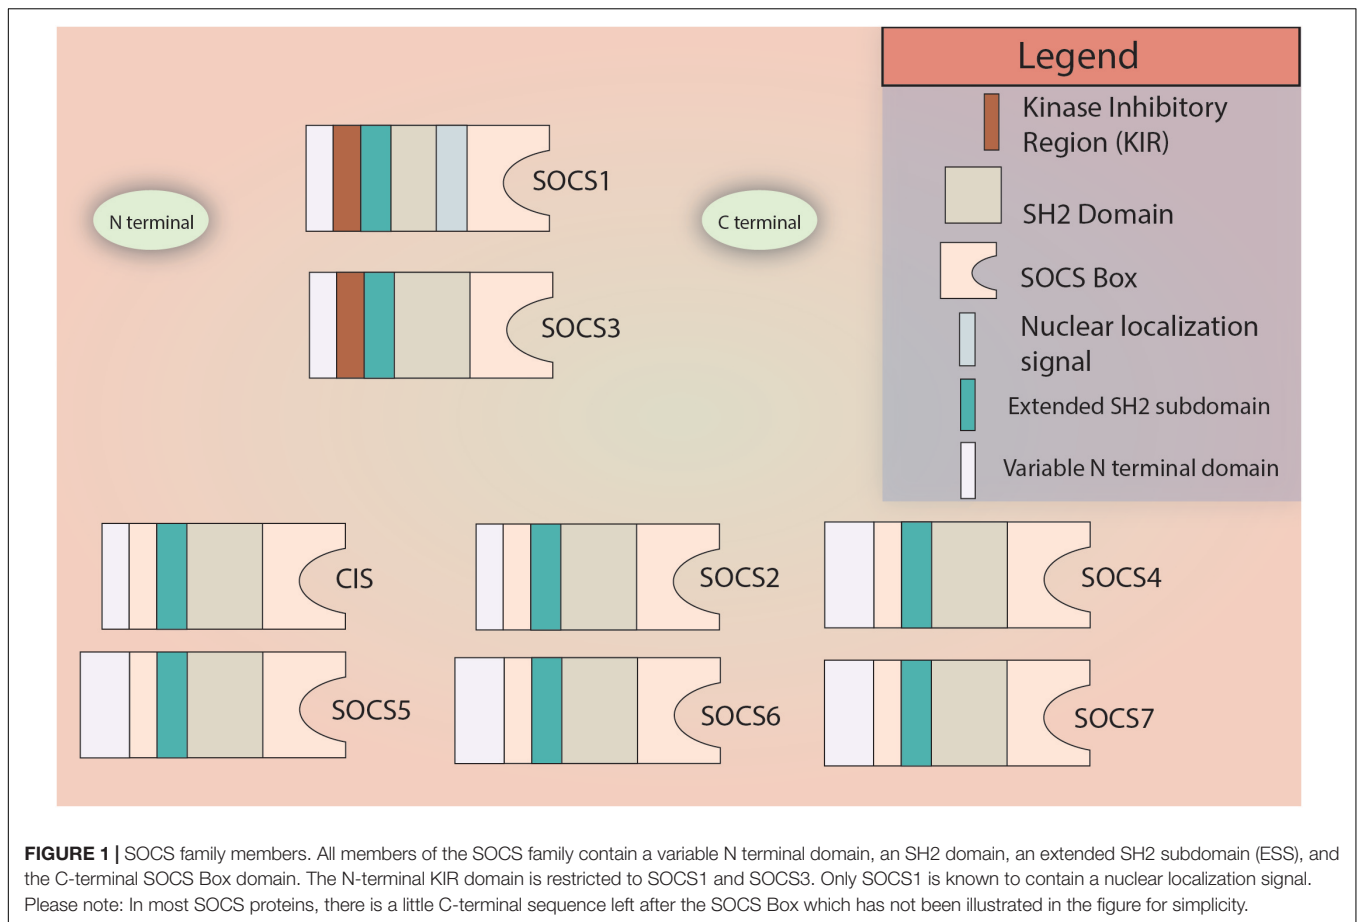 Legend
Kinase Inhibitory
Region (KIR)
SH2 Domain
SOCS Box
Nuclear localization
signal
Extended SH2 subdomain
Variable N terminal domain
N terminal
C terminal
SOCS1
SOCS3
CIS
SOCS2
SOCS4
SOCS5
SOCS6
SOCS7
FIGURE 1 | SOCS family members. All members of the SOCS family contain a variable N terminal domain, an SH2 domain, an extended SH2 subdomain (ESS), and
the C-terminal SOCS Box domain. The N-terminal KIR domain is restricted to SOCS1 and SOCS3. Only SOCS1 is known to contain a nuclear localization signal.
Please note: In most SOCS proteins, there is a little C-terminal sequence left after the SOCS Box which has not been illustrated in the figure for simplicity.